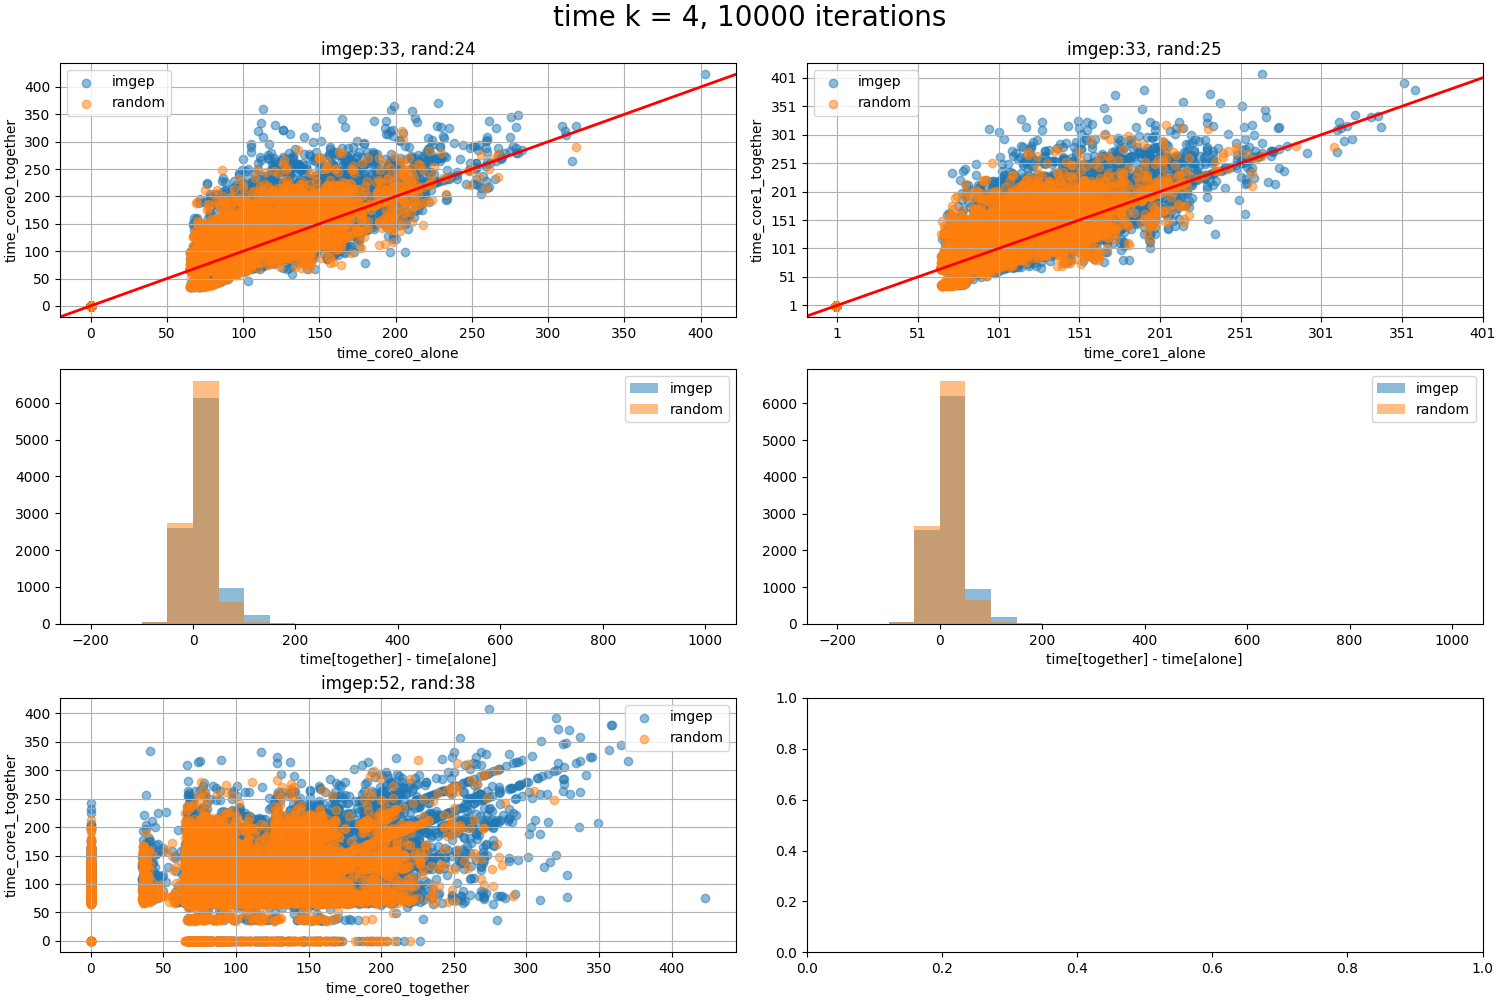 time k = 4, 10000 iterations
imgep:33, rand:24
imgep
random
400
350
300
250
200
150
100
50
0
time_core0_together
0 50 100 150 200 250 300 350 400
time_core0_alone
imgep:33, rand:25
imgep
random
401
351
301
251
201
151
101
51
1
time_core1_together
1 51 101 151 201 251 301 351 401
time_core1_alone
imgep
random
6000
5000
4000
3000
2000
1000
0
−200 0 200 400 600 800 1000
time[together] - time[alone]
imgep
random
6000
5000
4000
3000
2000
1000
0
−200 0 200 400 600 800 1000
time[together] - time[alone]
imgep:52, rand:38
imgep
random
400
350
300
250
200
150
100
50
0
time_core1_together
0 50 100 150 200 250 300 350 400
time_core0_together
1.0
0.8
0.6
0.4
0.2
0.0
0.0 0.2 0.4 0.6 0.8 1.0